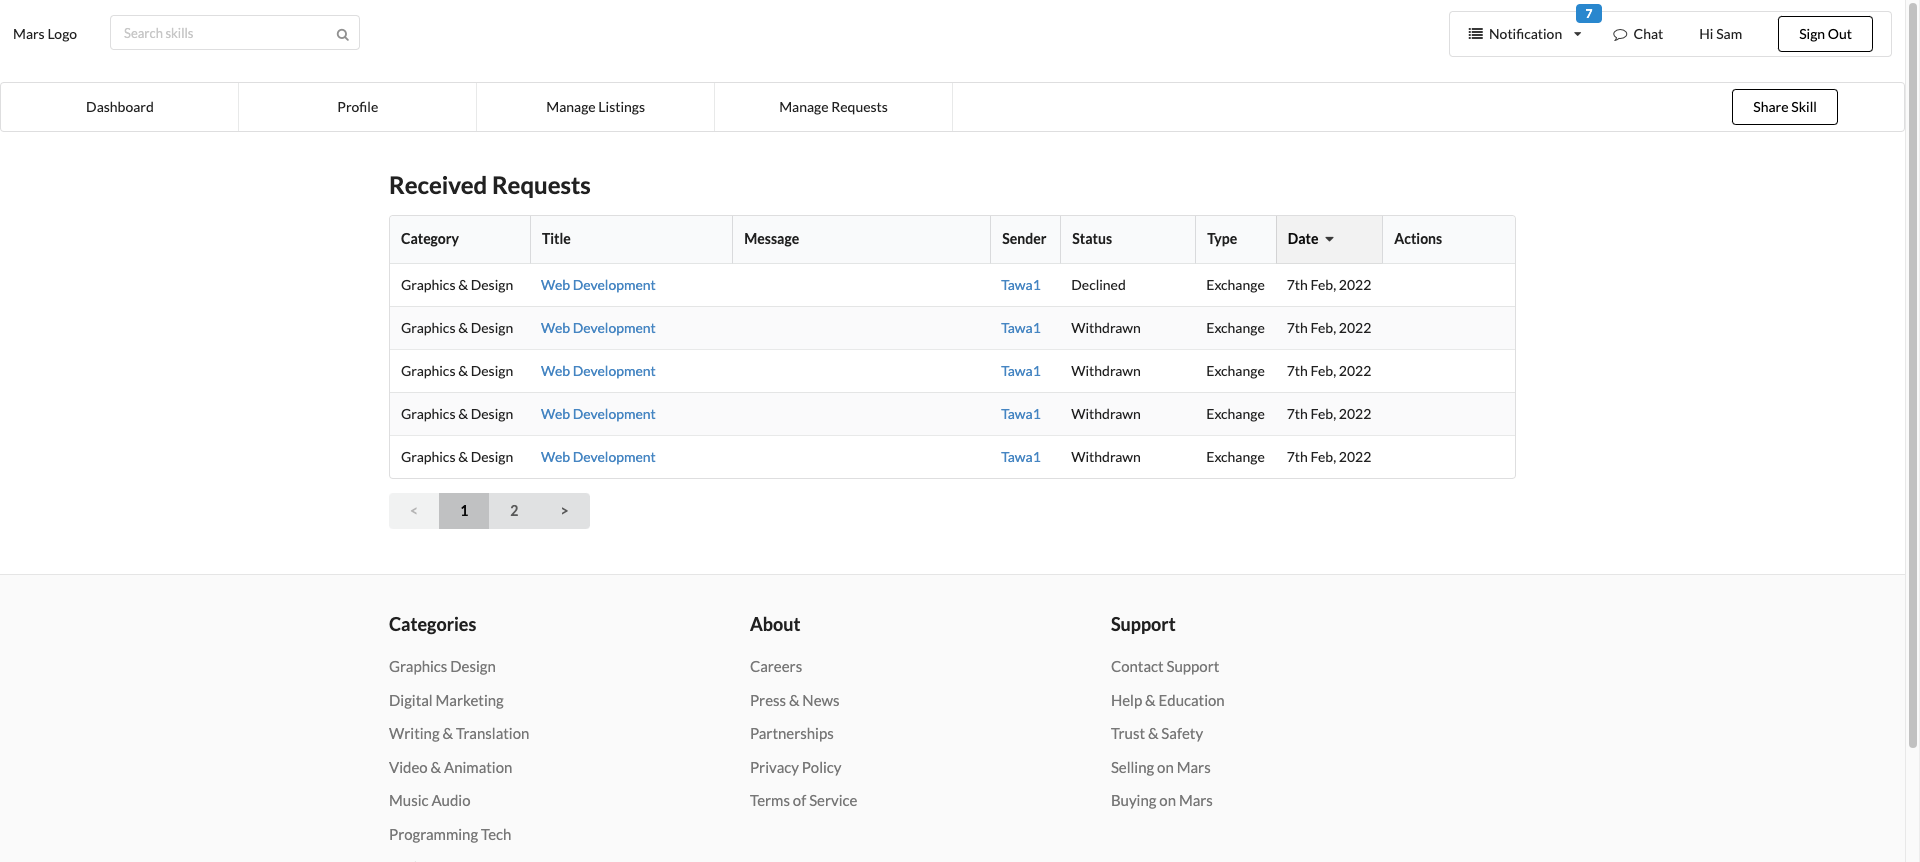 Mars Logo
Search skills
7
Notification
Chat
Hi Sam
Sign Out
Dashboard
Profile
Manage Listings
Manage Requests
Share Skill
Received Requests
Category Title Message Sender Status Type Date Actions
Graphics & Design Web Development Tawa1 Declined Exchange 7th Feb, 2022
Graphics & Design Web Development Tawa1 Withdrawn Exchange 7th Feb, 2022
Graphics & Design Web Development Tawa1 Withdrawn Exchange 7th Feb, 2022
Graphics & Design Web Development Tawa1 Withdrawn Exchange 7th Feb, 2022
Graphics & Design Web Development Tawa1 Withdrawn Exchange 7th Feb, 2022
< 1 2 >
Categories
Graphics Design
Digital Marketing
Writing & Translation
Video & Animation
Music Audio
Programming Tech
About
Careers
Press & News
Partnerships
Privacy Policy
Terms of Service
Support
Contact Support
Help & Education
Trust & Safety
Selling on Mars
Buying on Mars